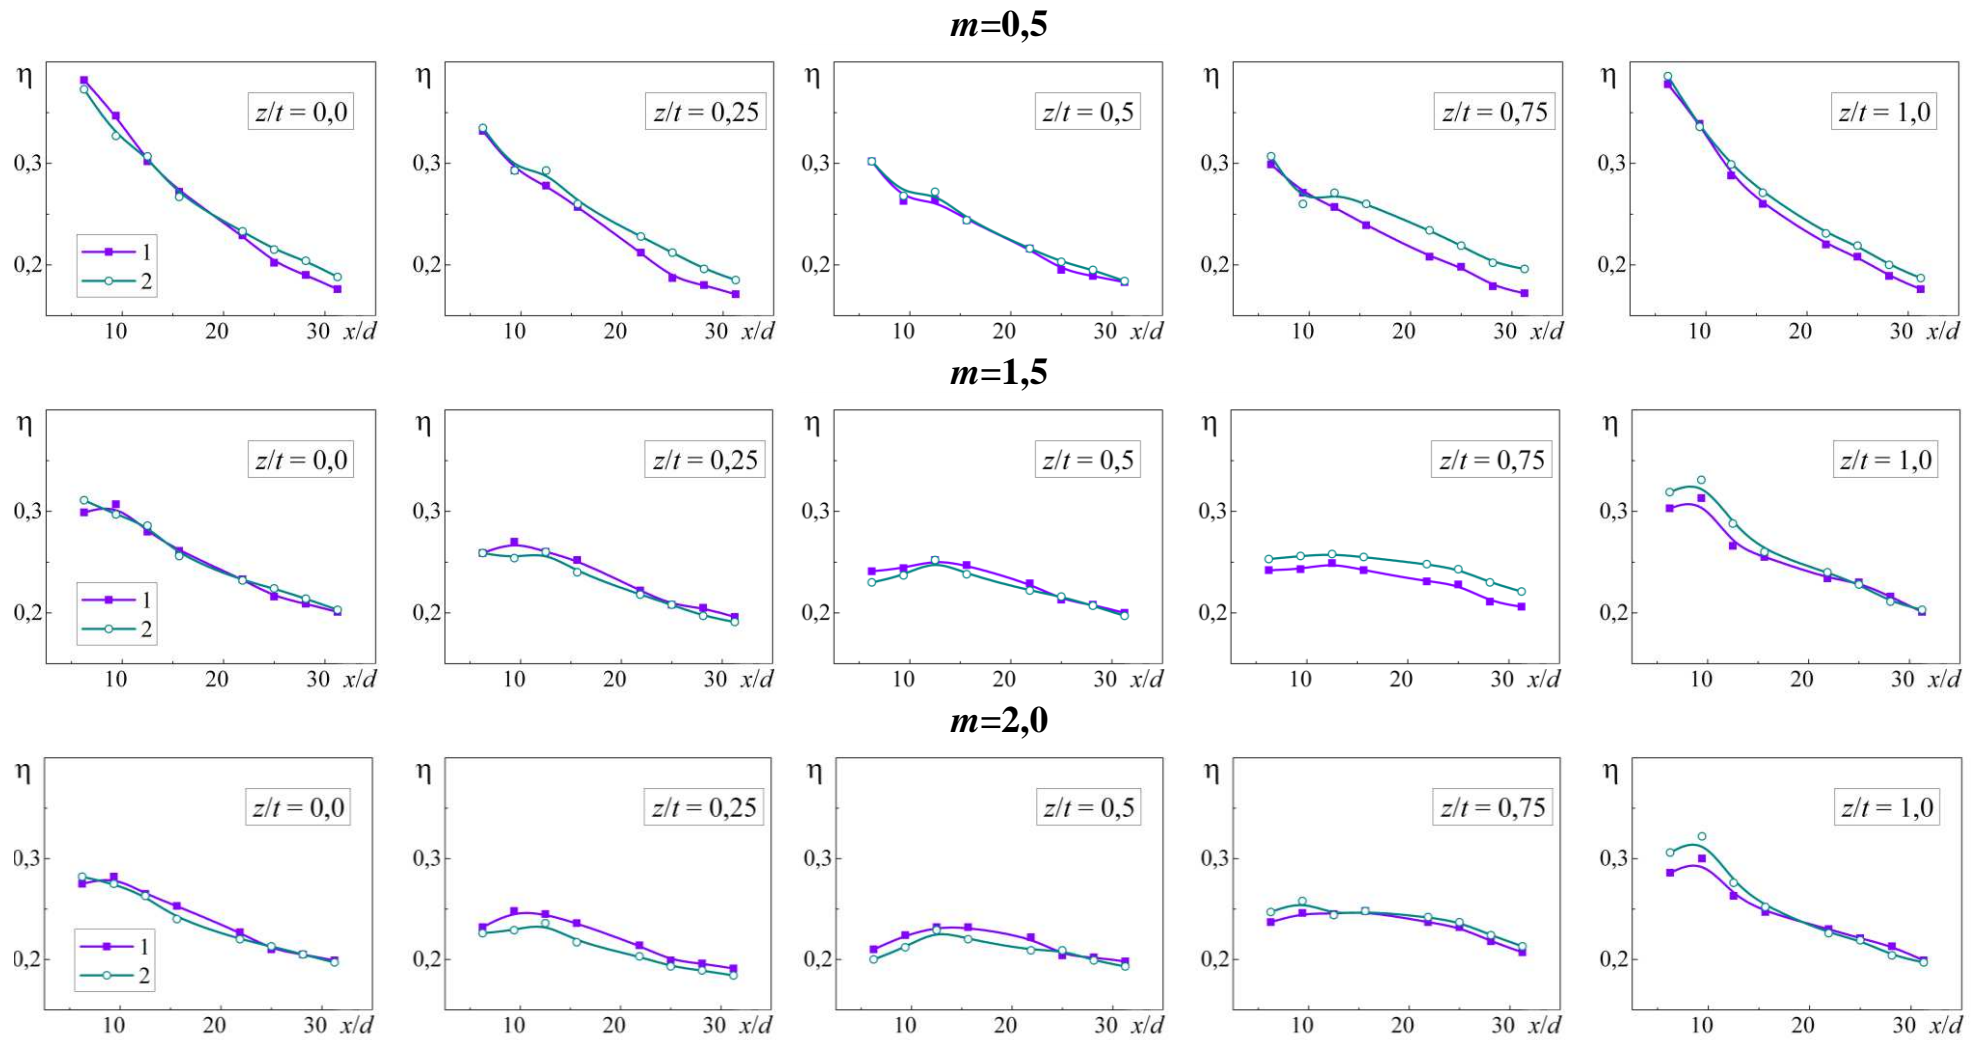 m=0,5
η
z/t = 0,0
0,3
0,2
1
2
10 20 30 x/d
η
z/t = 0,25
0,3
0,2
10 20 30 x/d
η
z/t = 0,5
0,3
0,2
10 20 30 x/d
η
z/t = 0,75
0,3
0,2
10 20 30 x/d
η
z/t = 1,0
0,3
0,2
10 20 30 x/d
m=1,5
η
z/t = 0,0
0,3
0,2
1
2
10 20 30 x/d
η
z/t = 0,25
0,3
0,2
10 20 30 x/d
η
z/t = 0,5
0,3
0,2
10 20 30 x/d
η
z/t = 0,75
0,3
0,2
10 20 30 x/d
η
z/t = 1,0
0,3
0,2
10 20 30 x/d
m=2,0
η
z/t = 0,0
0,3
0,2
1
2
10 20 30 x/d
η
z/t = 0,25
0,3
0,2
10 20 30 x/d
η
z/t = 0,5
0,3
0,2
10 20 30 x/d
η
z/t = 0,75
0,3
0,2
10 20 30 x/d
η
z/t = 1,0
0,3
0,2
10 20 30 x/d